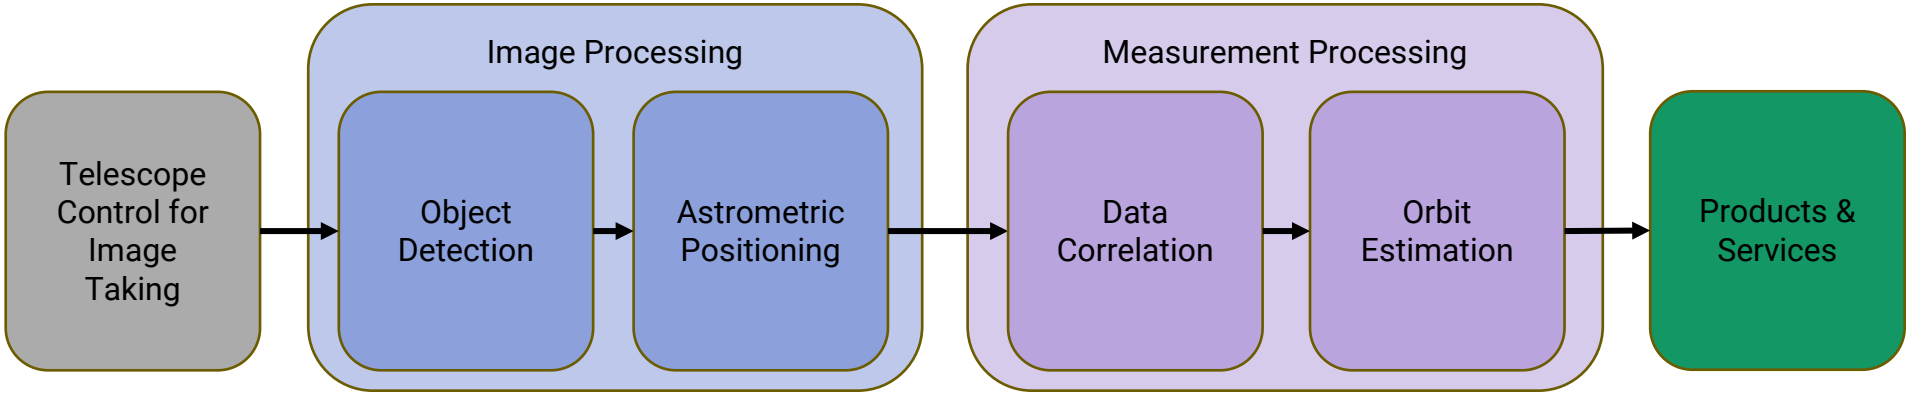 Image Processing
Measurement Processing
Telescope
Control for
Image
Taking
Object
Detection
Astrometric
Positioning
Data
Correlation
Orbit
Estimation
Products &
Services